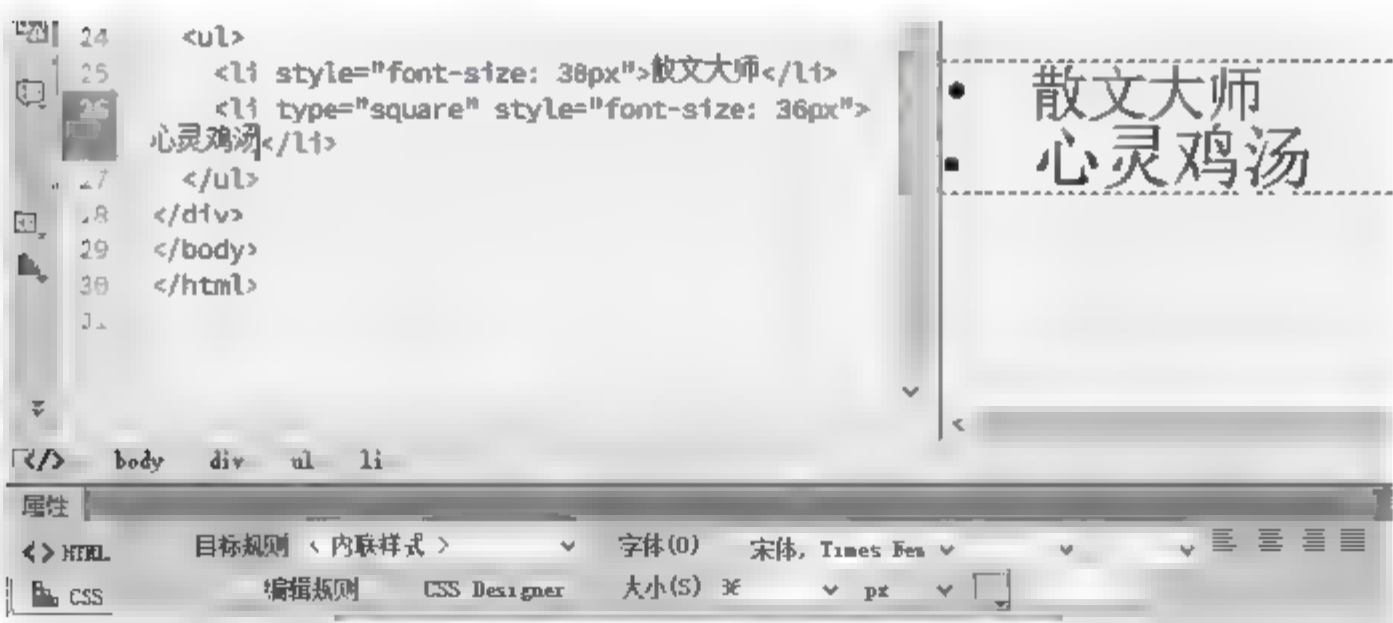 24 <ul>
25 <li style="font-size: 30px">散文大师</li>
26 <li type="square" style="font-size: 36px">
心灵鸡汤</li>
27 </ul>
28 </div>
29 </body>
30 </html>
散文大师
心灵鸡汤
</> body div ul li
属性
<> HTML 目标规则 < 内联样式 > 字体(O) 宋体, Times New
CSS 编辑规则 CSS Designer 大小(S) 36 px